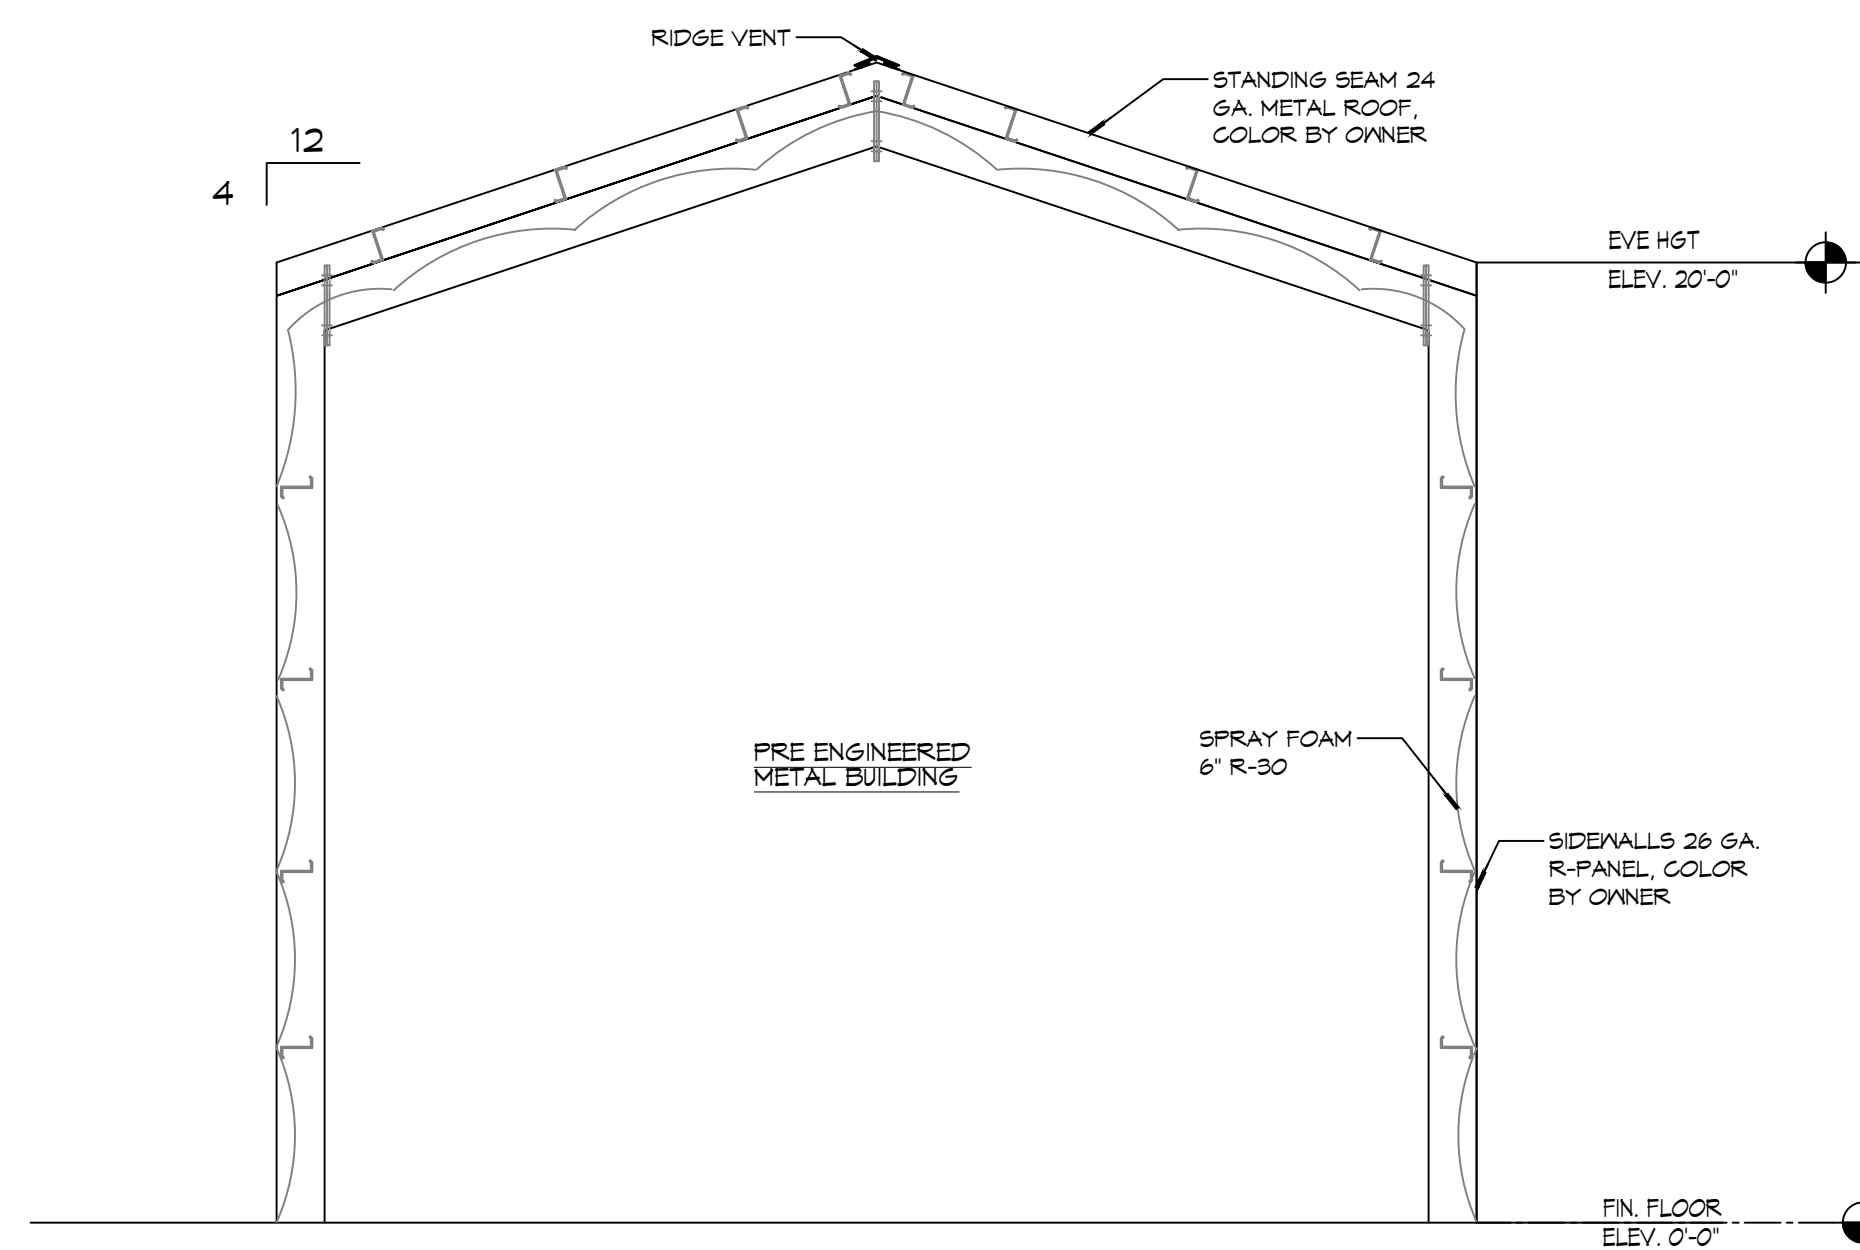 RIDGE VENT
STANDING SEAM 24
GA. METAL ROOF,
COLOR BY OWNER
12
4
EVE HGT
ELEV. 20'-0"
PRE ENGINEERED
METAL BUILDING
SPRAY FOAM
6" R-30
SIDEWALLS 26 GA.
R-PANEL, COLOR
BY OWNER
FIN. FLOOR
ELEV. 0'-0"